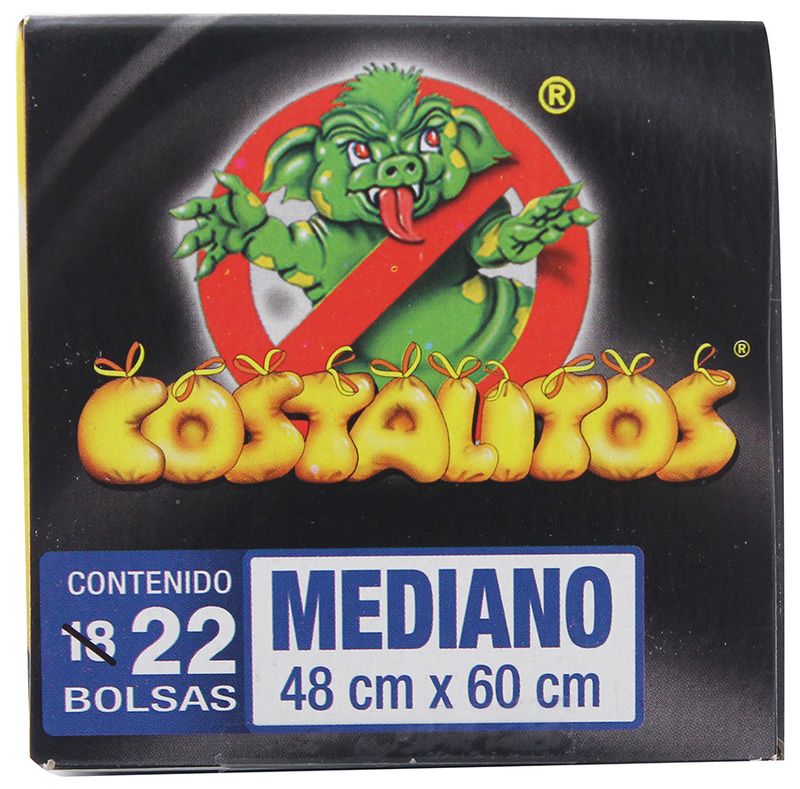 ®
COSTALITOS®
CONTENIDO
18 22
BOLSAS
MEDIANO
48 cm x 60 cm